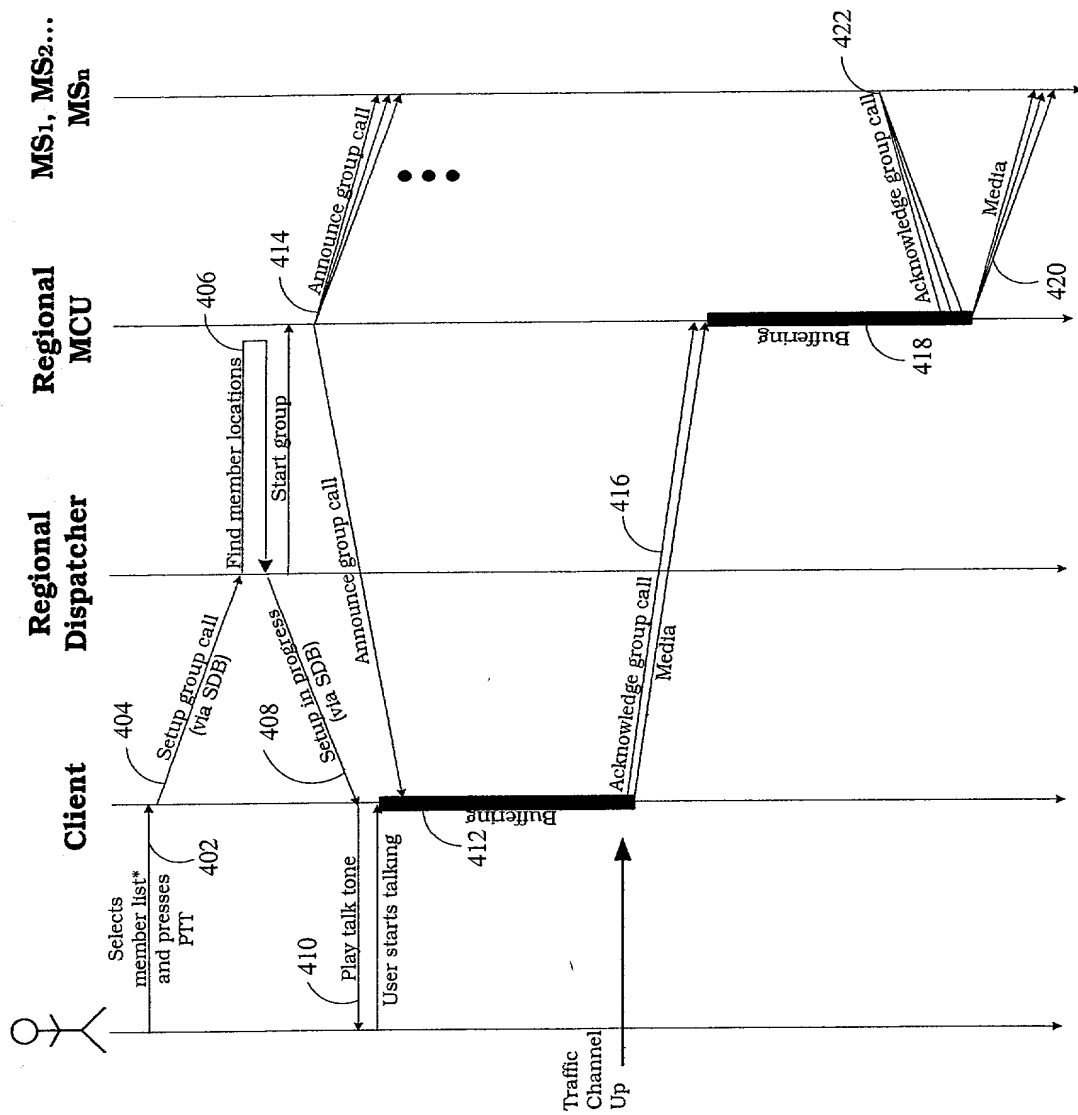 Client
Regional
Dispatcher
Regional
MCU
MS1, MS2...
MSn
Selects
member list*
and presses
PTT
402
404
Setup group call
(via SDB)
Find member locations
406
Start group
408
Setup in progress
(via SDB)
414
Announce group call
Announce group call
410
Play talk tone
User starts talking
412
Buffering
Traffic
Channel
Up
Acknowledge group call
416
Media
Buffering
418
422
Acknowledge group call
Media
420